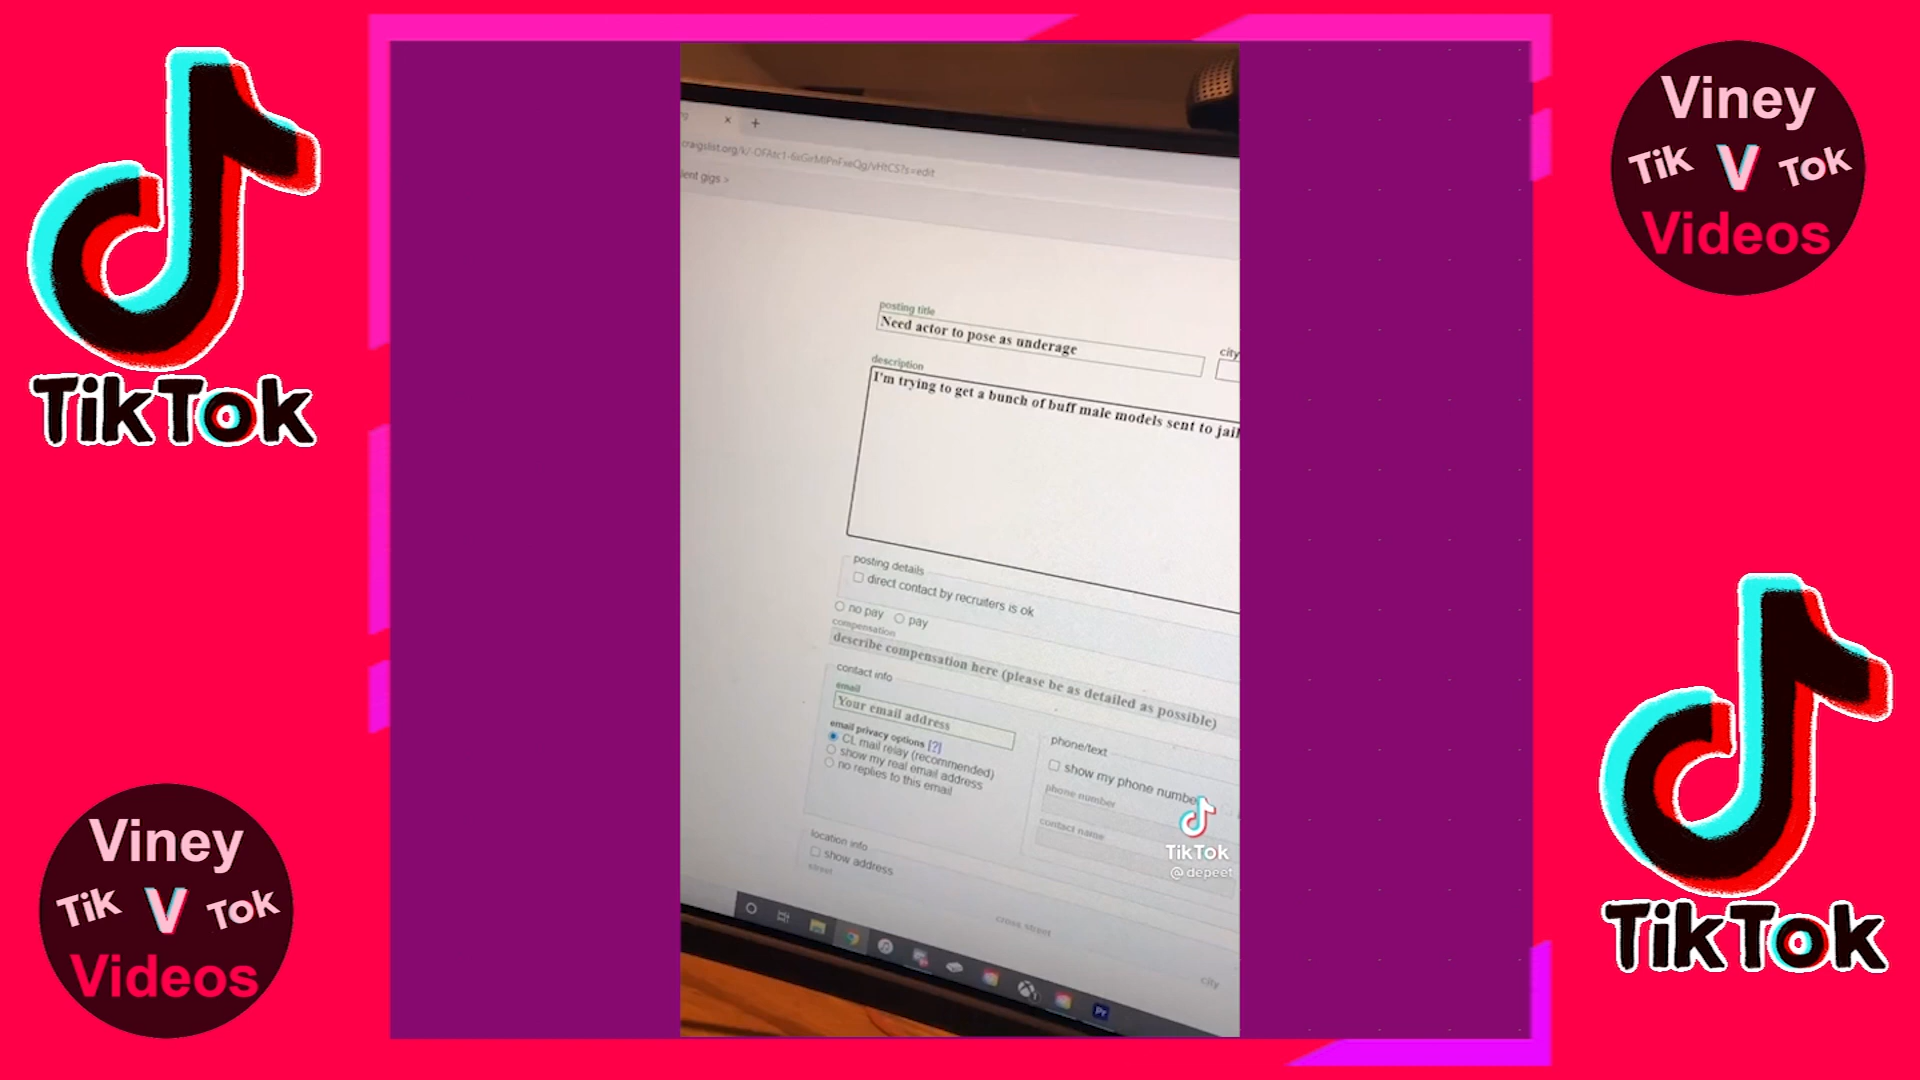 TikTok
Viney
Tik V Tok
Videos
craigslist.org/k/
lent gigs >
posting title
Need actor to pose as underage
city
description
I'm trying to get a bunch of buff male models sent to jail
posting details
direct contact by recruiters is ok
no pay pay
compensation
describe compensation here (please be as detailed as possible)
contact info
email
Your email address
email privacy options [?]
CL mail relay (recommended)
show my real email address
no replies to this email
phone/text
show my phone number
phone number
contact name
location info
show address
street
cross street
city
Pr
TikTok
@depeet
Viney
Tik V Tok
Videos
TikTok